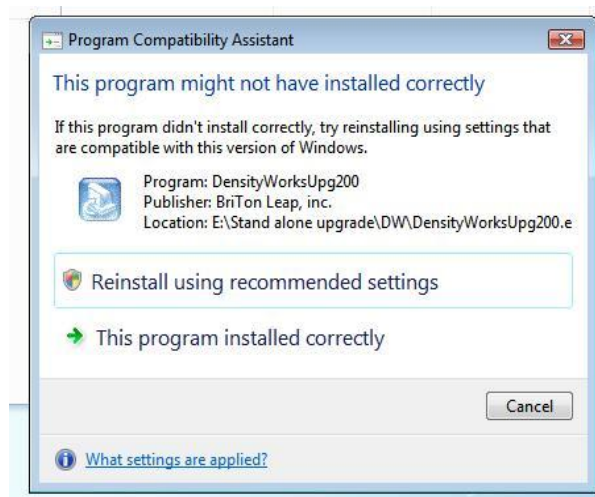 Program Compatibility Assistant
This program might not have installed correctly
If this program didn't install correctly, try reinstalling using settings that
are compatible with this version of Windows.
Program: DensityWorksUpg200
Publisher: BriTon Leap, inc.
Location: E:\Stand alone upgrade\DW\DensityWorksUpg200.e
Reinstall using recommended settings
This program installed correctly
Cancel
What settings are applied?